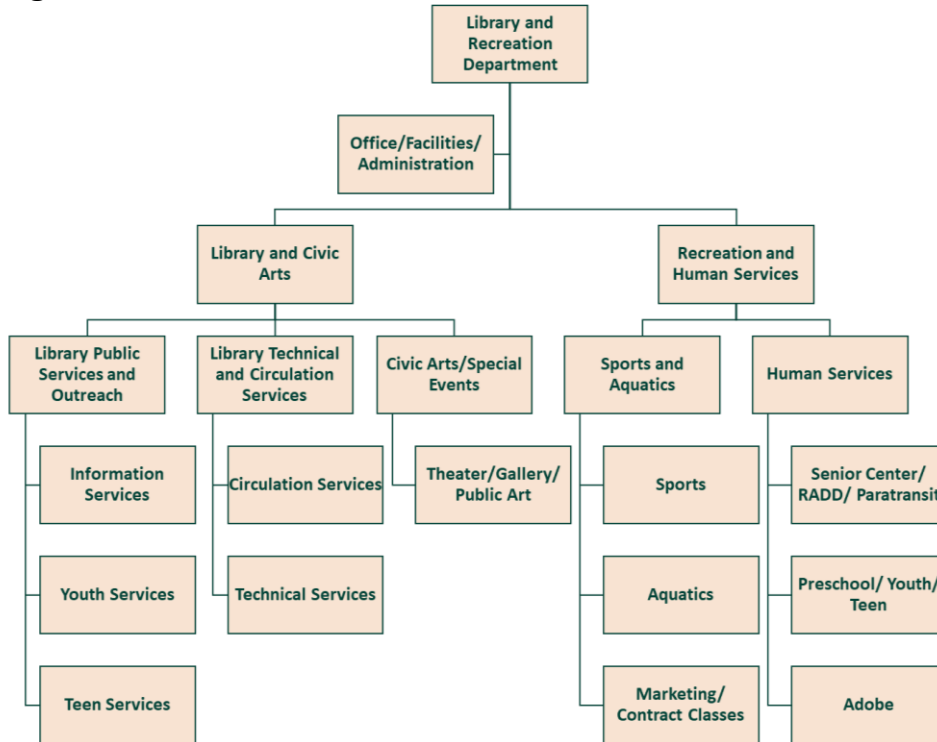 Library and
Recreation
Department
Office/Facilities/
Administration
Library and Civic
Arts
Recreation and
Human Services
Library Public
Services and
Outreach
Library Technical
and Circulation
Services
Civic Arts/Special
Events
Sports and
Aquatics
Human Services
Information
Services
Circulation Services
Theater/Gallery/
Public Art
Sports
Senior Center/
RADD/ Paratransit
Youth Services
Technical Services
Aquatics
Preschool/ Youth/
Teen
Teen Services
Marketing/
Contract Classes
Adobe